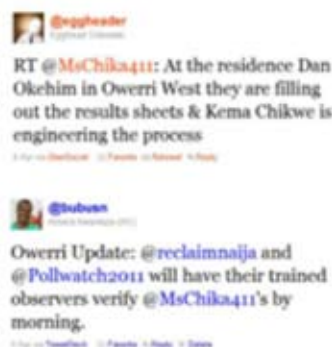 @eggheader
RT @MsChika411: At the residence Dan
Okehim in Owerri West they are filling
out the results sheets & Kema Chikwe is
engineering the process
@bubusn
Owerri Update: @reclaimnaija and
@Pollwatch2011 will have their trained
observers verify @MsChika411's by
morning.